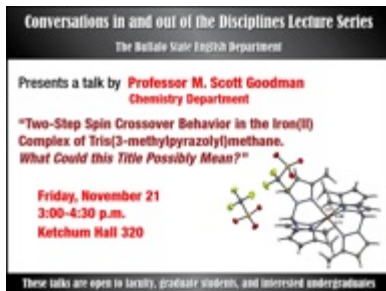 Conversations in and out of the Disciplines Lecture Series
The Buffalo State English Department
Presents a talk by Professor M. Scott Goodman
Chemistry Department
"Two-Step Spin Crossover Behavior in the Iron(II)
Complex of Tris(3-methylpyrazolyl)methane.
What Could this Title Possibly Mean?"
Friday, November 21
3:00-4:30 p.m.
Ketchum Hall 320
These talks are open to faculty, graduate students, and interested undergraduates